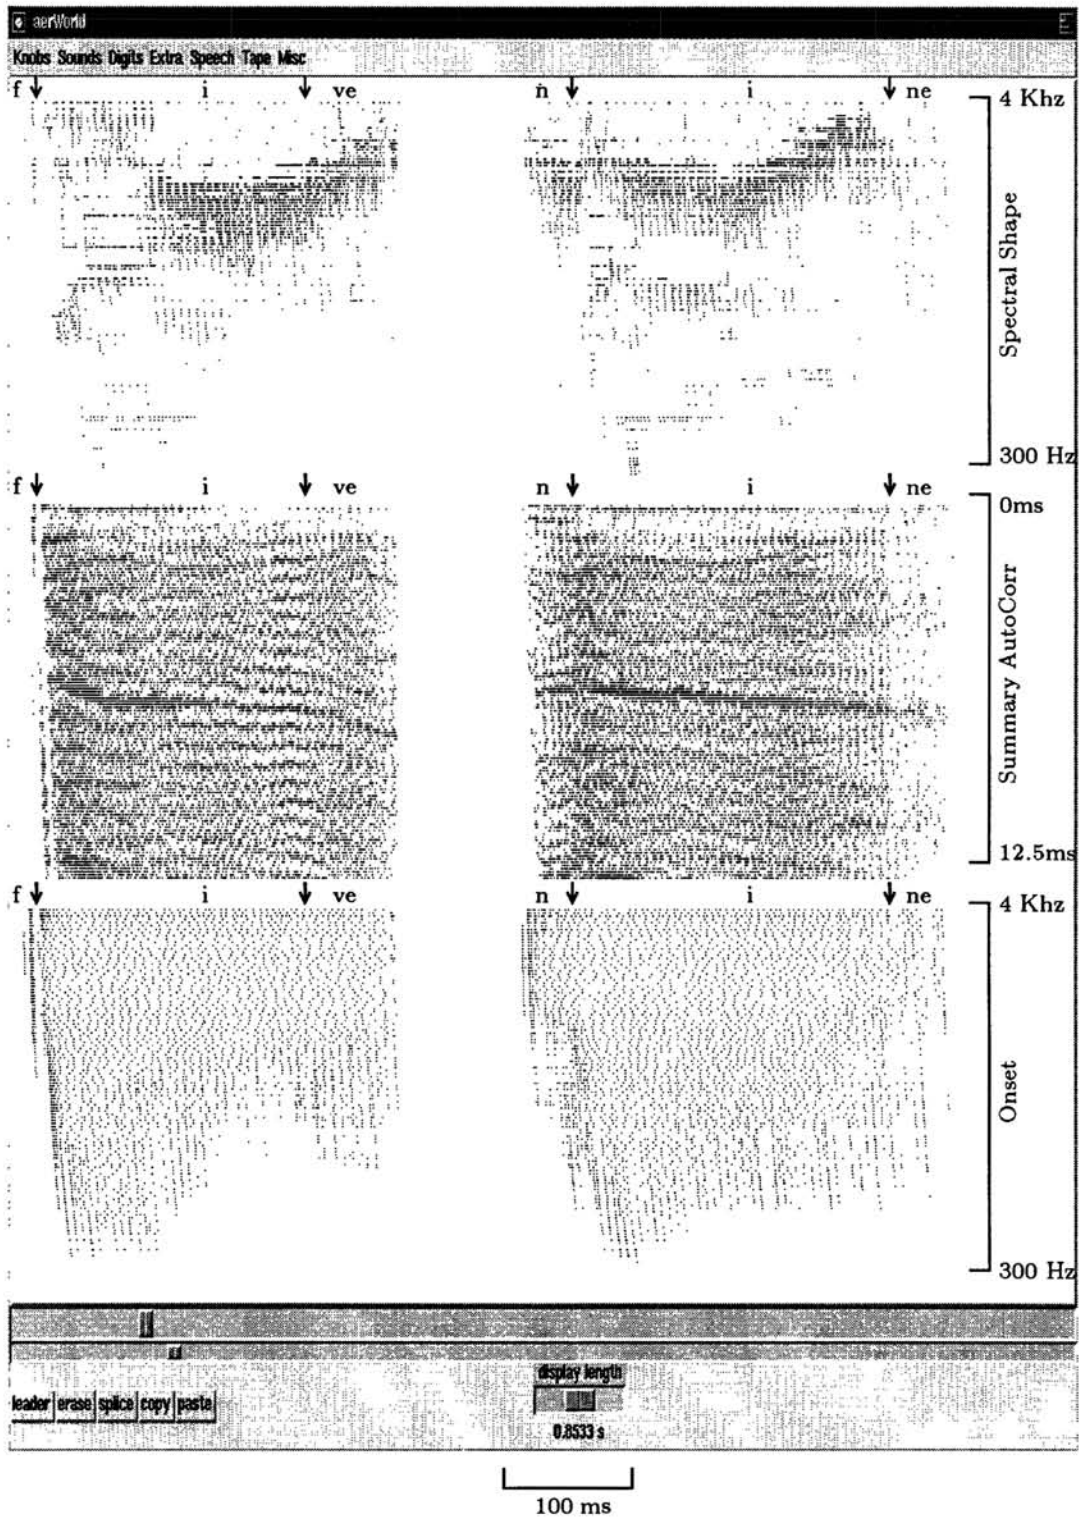 aerWorld
Knobs Sounds Digits Extra Speech Tape Misc
f i ve n i ne
4 Khz
Spectral Shape
300 Hz
f i ve n i ne
0ms
Summary AutoCorr
12.5ms
f i ve n i ne
4 Khz
Onset
300 Hz
display length
leader erase splice copy paste
0.8533 s
100 ms